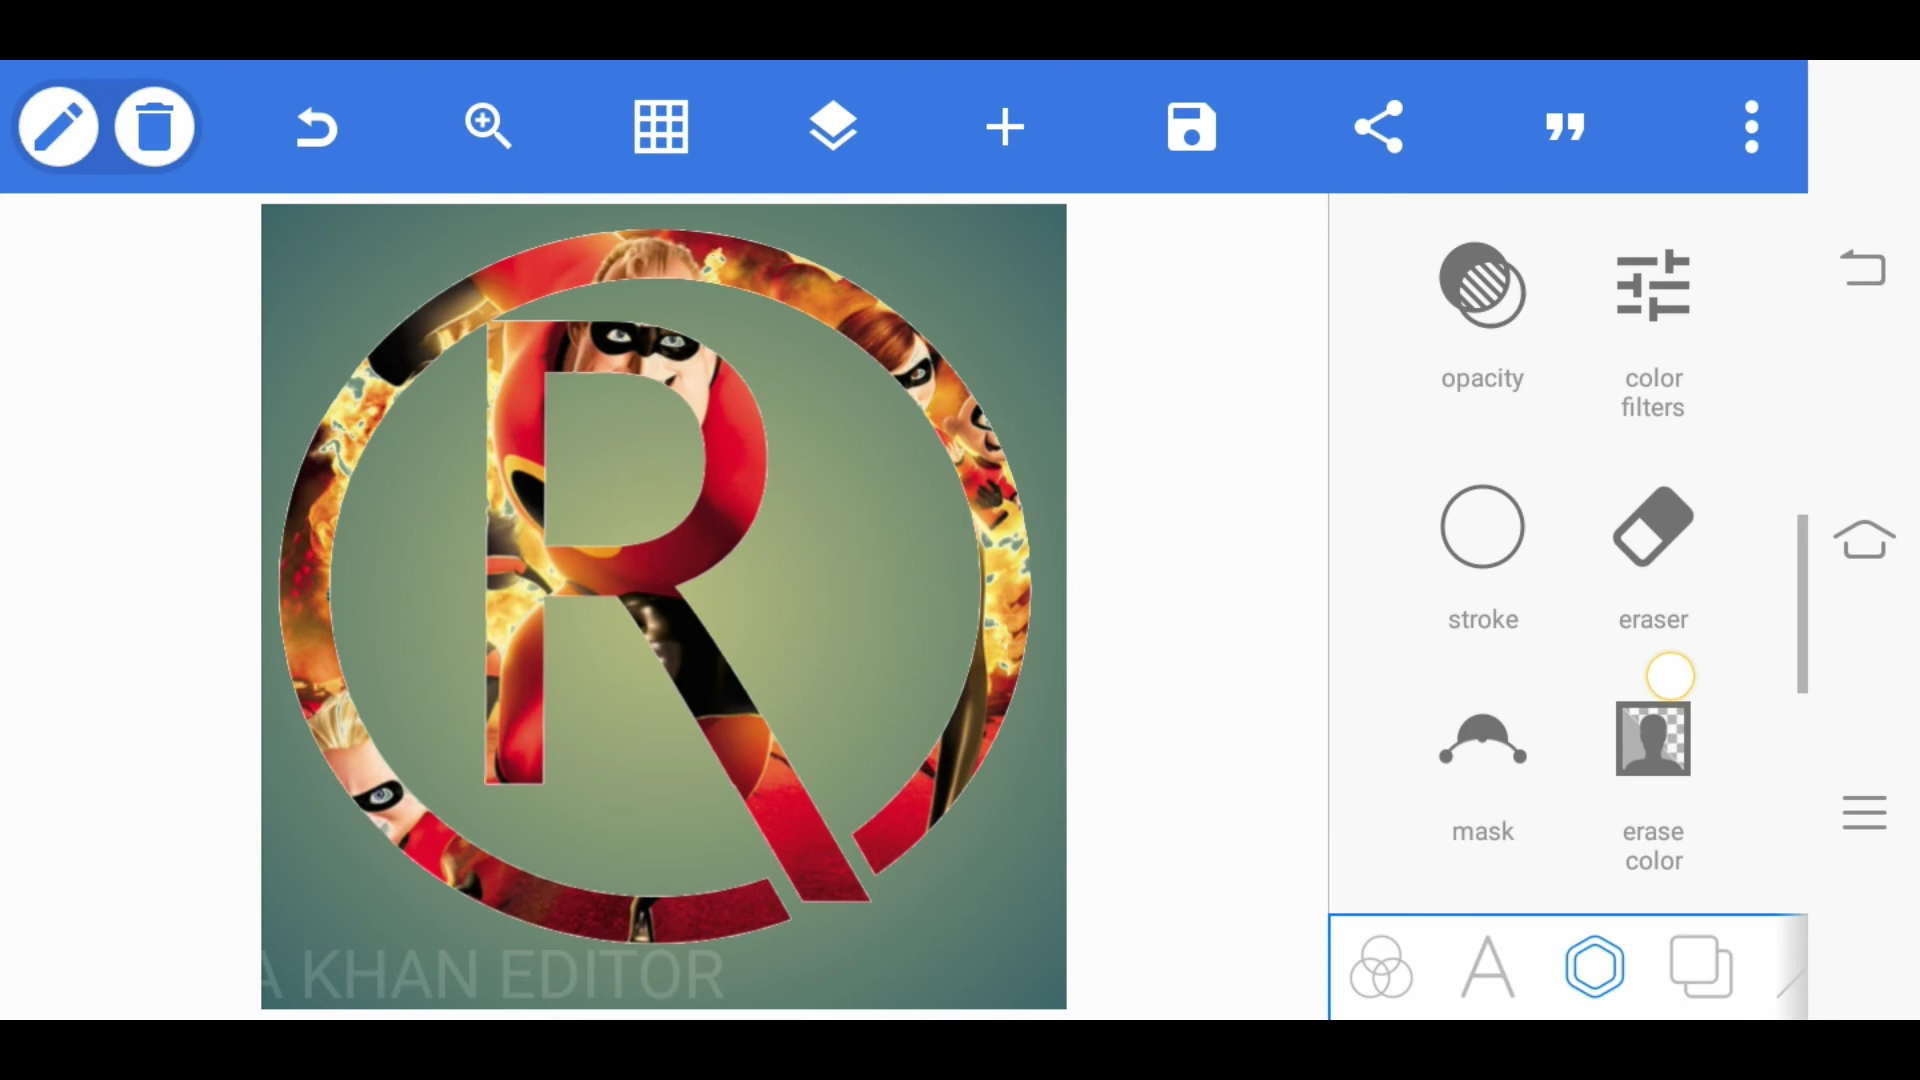 R
opacity
color
filters
stroke
eraser
mask
erase
color
A KHAN EDITOR